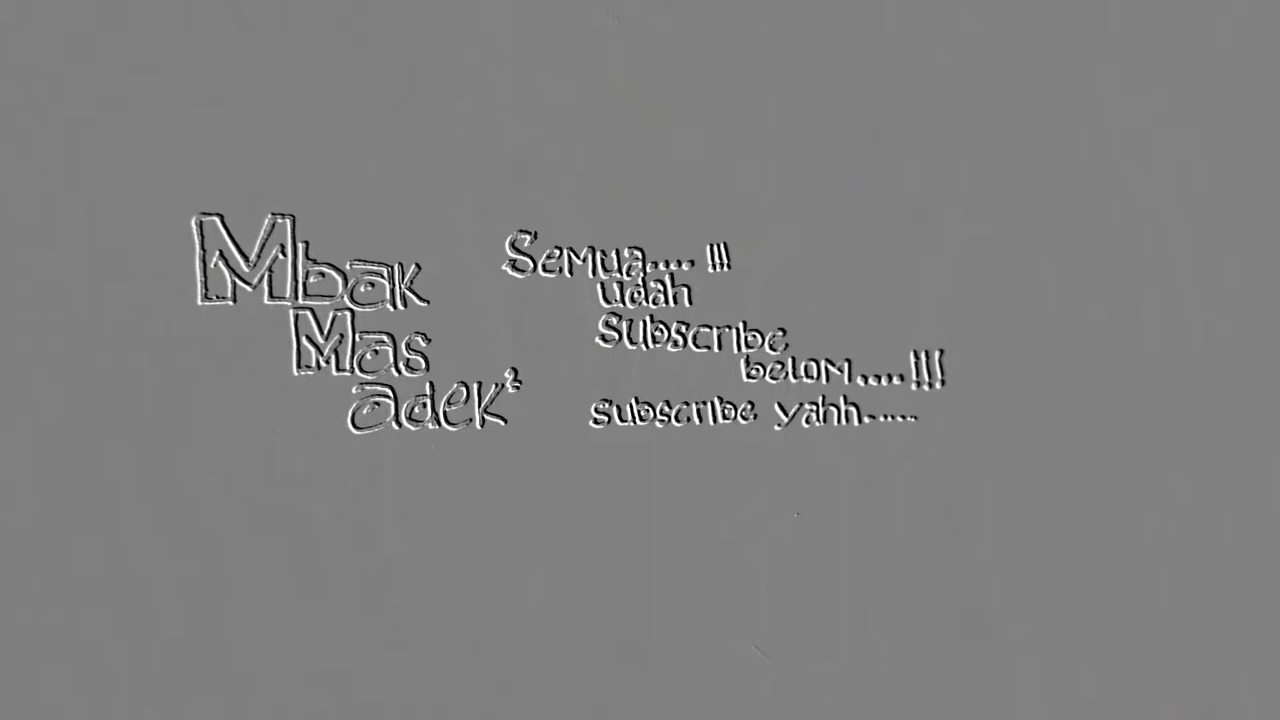 Mbak
Mas
adek²
Semua.... !!!
udah
Subscribe
belom....!!!
subscribe yahh......